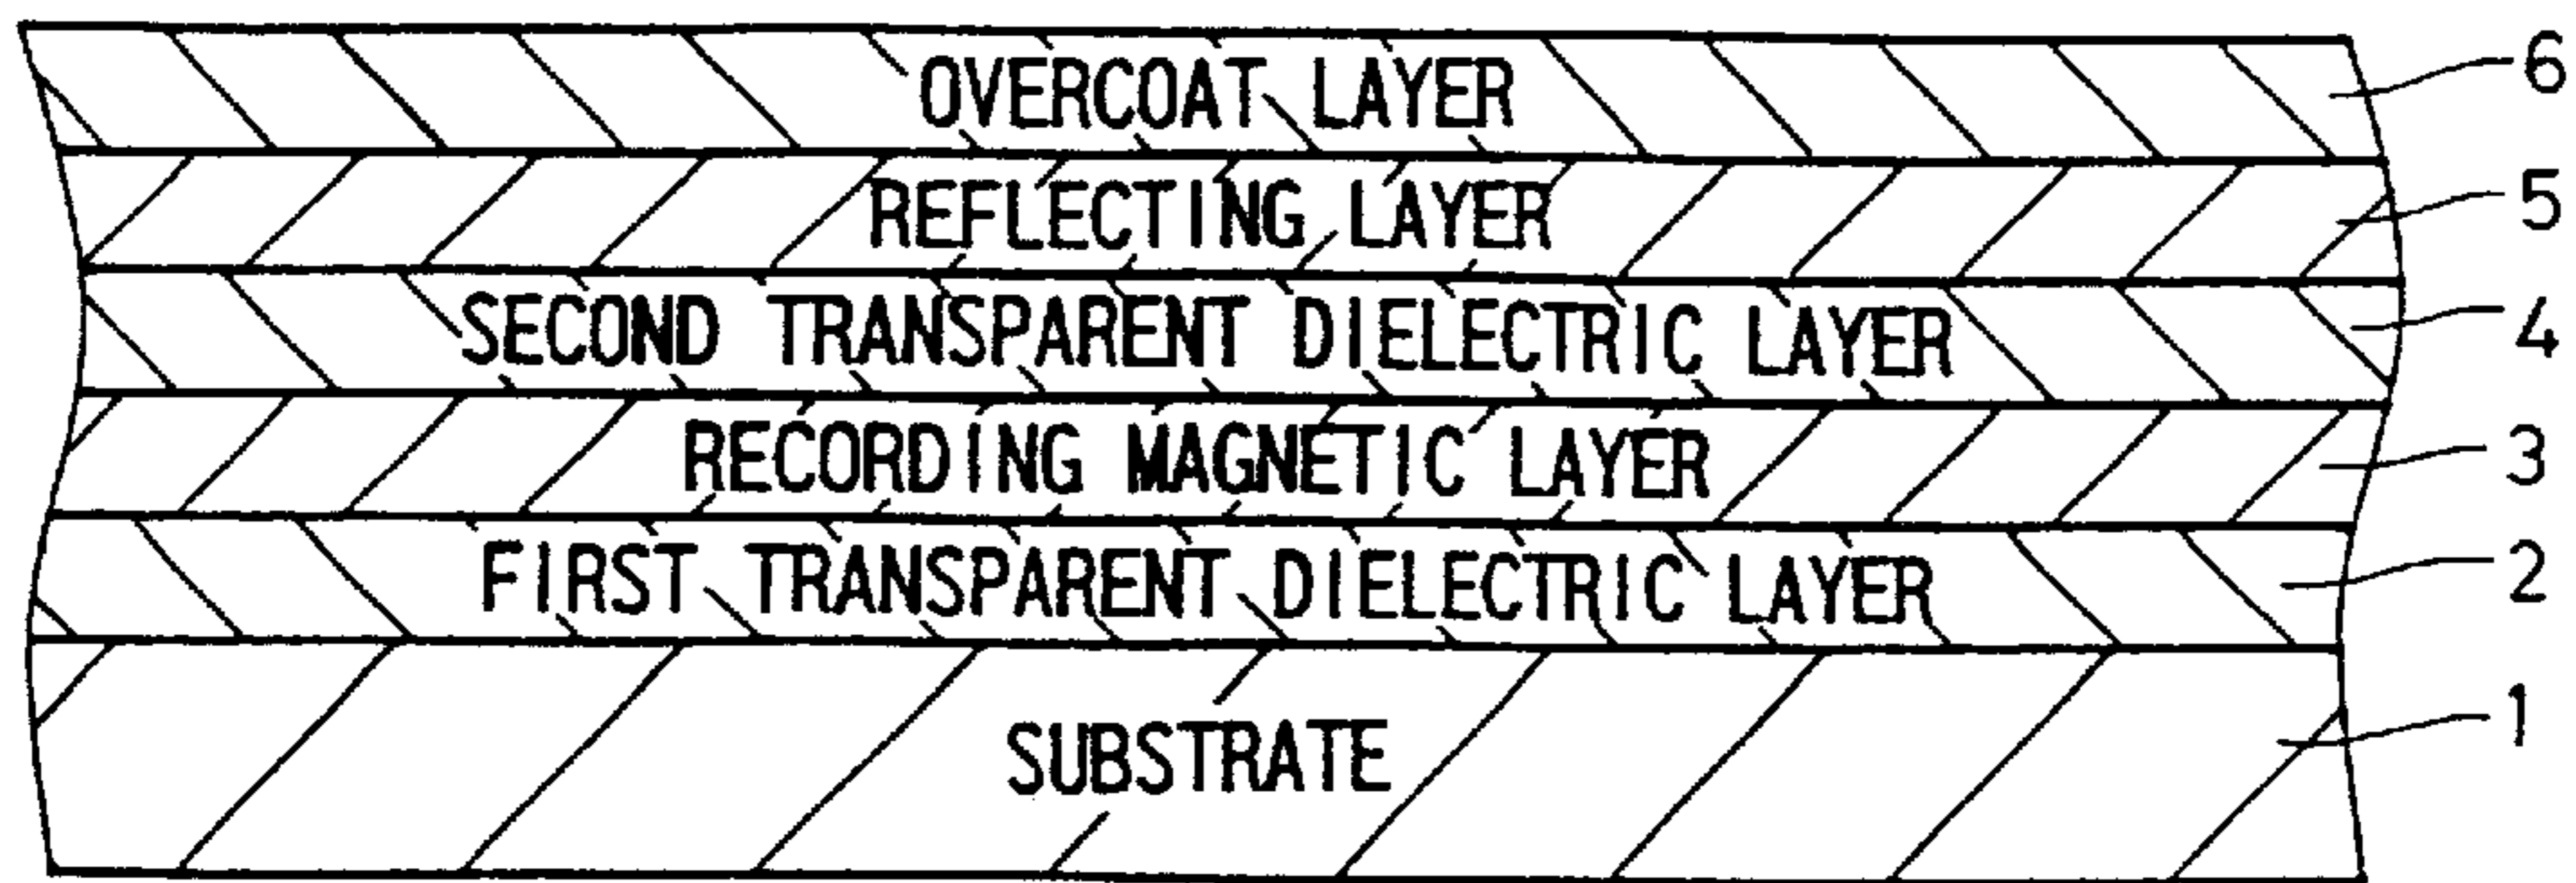 OVERCOAT LAYER 6
REFLECTING LAYER 5
SECOND TRANSPARENT DIELECTRIC LAYER 4
RECORDING MAGNETIC LAYER 3
FIRST TRANSPARENT DIELECTRIC LAYER 2
SUBSTRATE 1